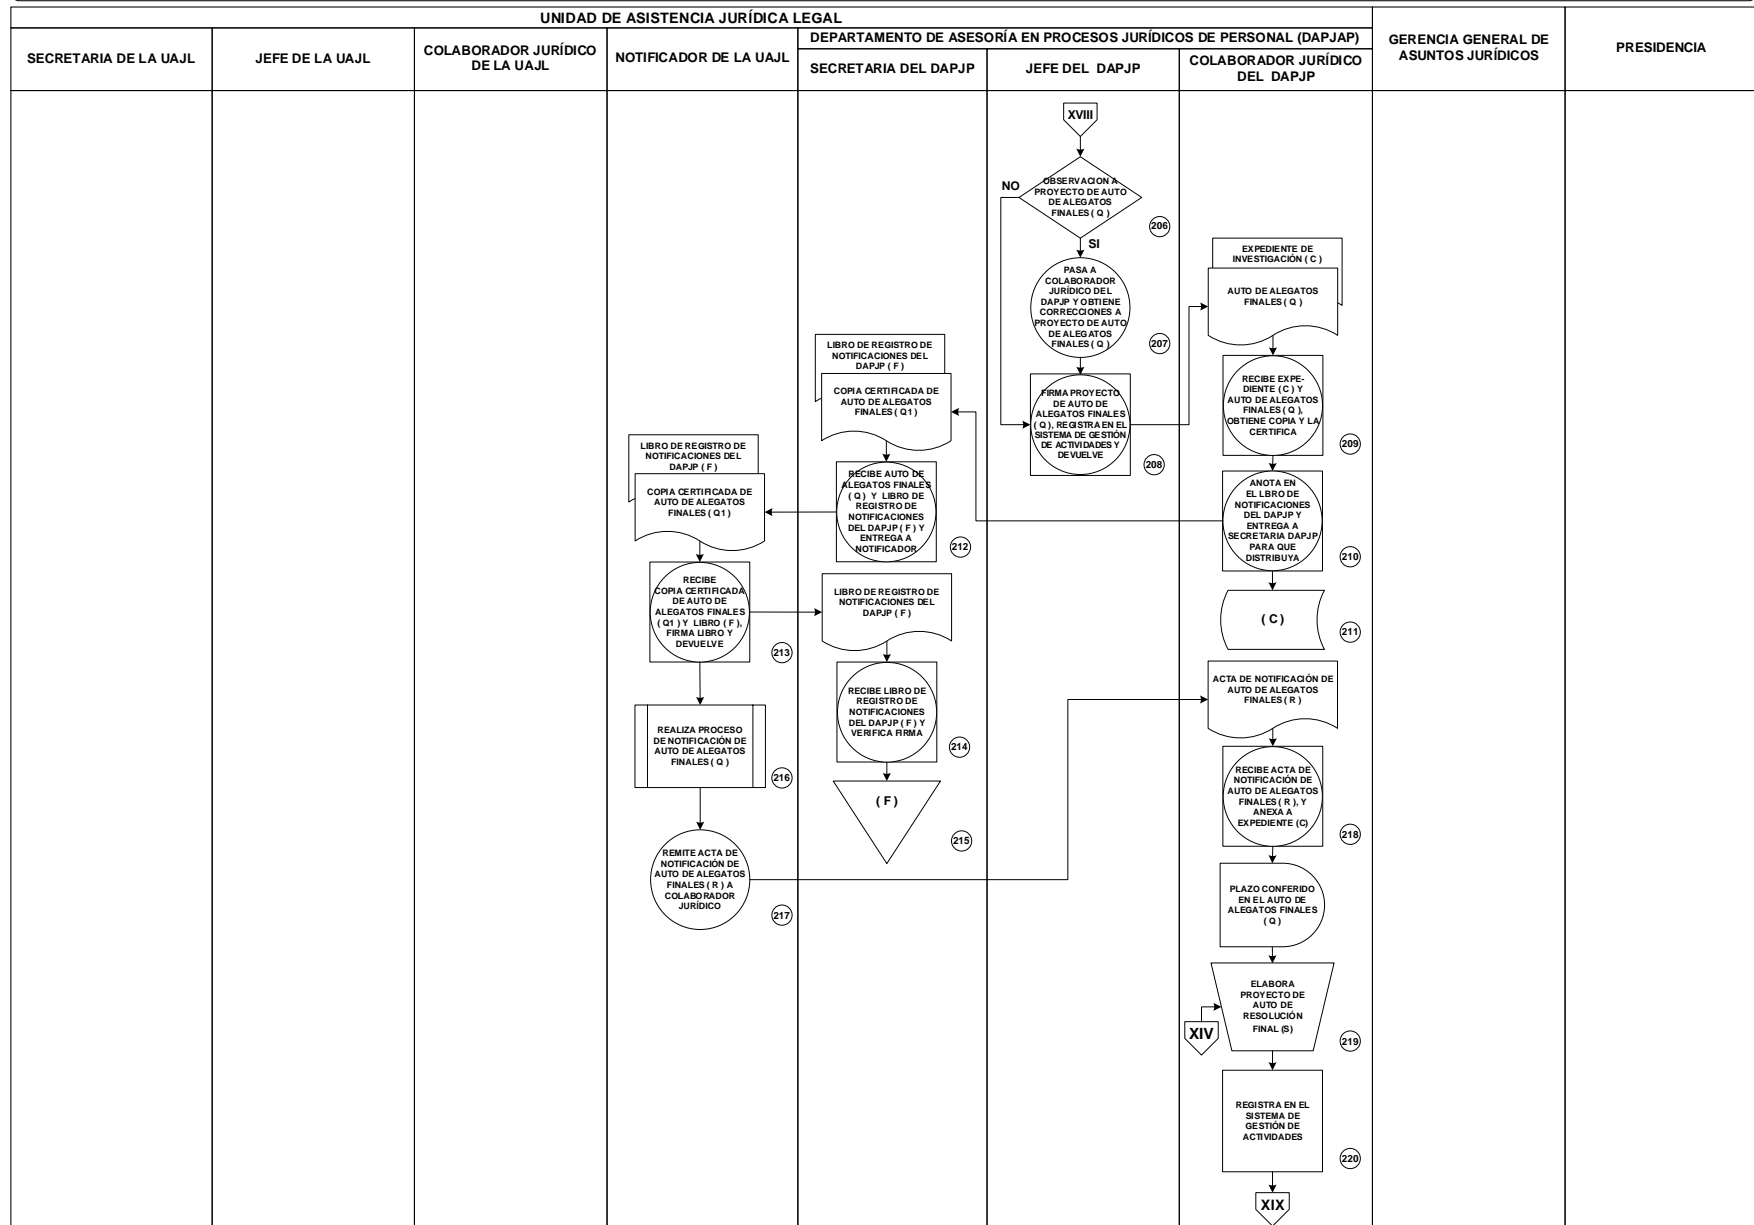 UNIDAD DE ASISTENCIA JURÍDICA LEGAL
SECRETARIA DE LA UAJL
JEFE DE LA UAJL
COLABORADOR JURÍDICO
DE LA UAJL
NOTIFICADOR DE LA UAJL
DEPARTAMENTO DE ASESORÍA EN PROCESOS JURÍDICOS DE PERSONAL (DAPJAP)
SECRETARIA DEL DAPJP
JEFE DEL DAPJP
COLABORADOR JURÍDICO
DEL DAPJP
GERENCIA GENERAL DE
ASUNTOS JURÍDICOS
PRESIDENCIA
XVIII
NO
OBSERVACION A
PROYECTO DE AUTO
DE ALEGATOS
FINALES ( Q )
206
SI
PASA A
COLABORADOR
JURÍDICO DEL
DAPJP Y OBTIENE
CORRECCIONES A
PROYECTO DE AUTO
DE ALEGATOS
FINALES ( Q )
207
FIRMA PROYECTO
DE AUTO DE
ALEGATOS FINALES
( Q ), REGISTRA EN EL
SISTEMA DE GESTIÓN
DE ACTIVIDADES Y
DEVUELVE
208
EXPEDIENTE DE
INVESTIGACIÓN ( C )
AUTO DE ALEGATOS
FINALES ( Q )
RECIBE EXPE-
DIENTE ( C ) Y
AUTO DE ALEGATOS
FINALES ( Q ),
OBTIENE COPIA Y LA
CERTIFICA
209
ANOTA EN
EL LBRO DE
NOTIFICACIONES
DEL DAPJP Y
ENTREGA A
SECRETARIA DAPJP
PARA QUE
DISTRIBUYA
210
( C )
211
LIBRO DE REGISTRO DE
NOTIFICACIONES DEL
DAPJP ( F )
COPIA CERTIFICADA DE
AUTO DE ALEGATOS
FINALES ( Q1 )
RECIBE AUTO DE
ALEGATOS FINALES
( Q ) Y LIBRO DE
REGISTRO DE
NOTIFICACIONES
DEL DAPJP ( F ) Y
ENTREGA A
NOTIFICADOR
212
LIBRO DE REGISTRO DE
NOTIFICACIONES DEL
DAPJP ( F )
COPIA CERTIFICADA DE
AUTO DE ALEGATOS
FINALES ( Q1 )
RECIBE
COPIA CERTIFICADA
DE AUTO DE
ALEGATOS FINALES
( Q1 ) Y LIBRO ( F ),
FIRMA LIBRO Y
DEVUELVE
213
LIBRO DE REGISTRO DE
NOTIFICACIONES DEL
DAPJP ( F )
RECIBE LIBRO DE
REGISTRO DE
NOTIFICACIONES
DEL DAPJP ( F ) Y
VERIFICA FIRMA
214
( F )
215
REALIZA PROCESO
DE NOTIFICACIÓN DE
AUTO DE ALEGATOS
FINALES ( Q )
216
REMITE ACTA DE
NOTIFICACIÓN DE
AUTO DE ALEGATOS
FINALES ( R ) A
COLABORADOR
JURÍDICO
217
ACTA DE NOTIFICACIÓN DE
AUTO DE ALEGATOS
FINALES ( R )
RECIBE ACTA DE
NOTIFICACIÓN DE
AUTO DE ALEGATOS
FINALES ( R ), Y
ANEXA A
EXPEDIENTE (C)
218
PLAZO CONFERIDO
EN EL AUTO DE
ALEGATOS FINALES
( Q )
ELABORA
PROYECTO DE
AUTO DE
RESOLUCIÓN
FINAL (S)
XIV
219
REGISTRA EN EL
SISTEMA DE
GESTIÓN DE
ACTIVIDADES
220
XIX